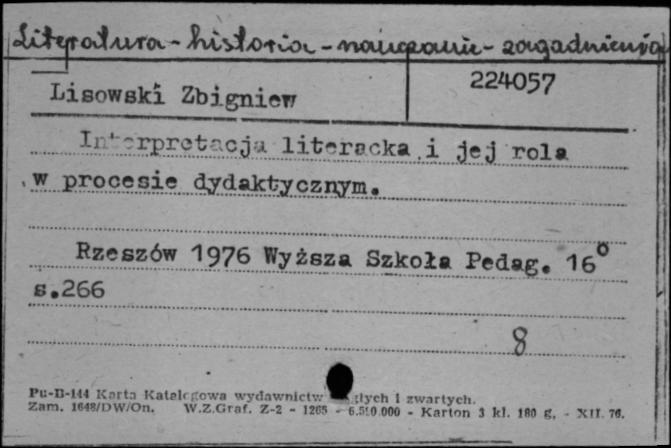 Literatura - historia - nauczanie - zagadnienia
224057
Lisowski Zbigniew
Interpretacja literacka i jej rola
w procesie dydaktycznym.
Rzeszów 1976 Wyższa Szkoła Pedag. 16°
s.266
8
Pu-B-144 Karta Katalogowa wydawnictw głych i zwartych.
Zam. 1648/DW/On. W.Z.Graf. Z-2 - 1265 - 6.510.000 - Karton 3 kl. 180 g. - XII. 76.